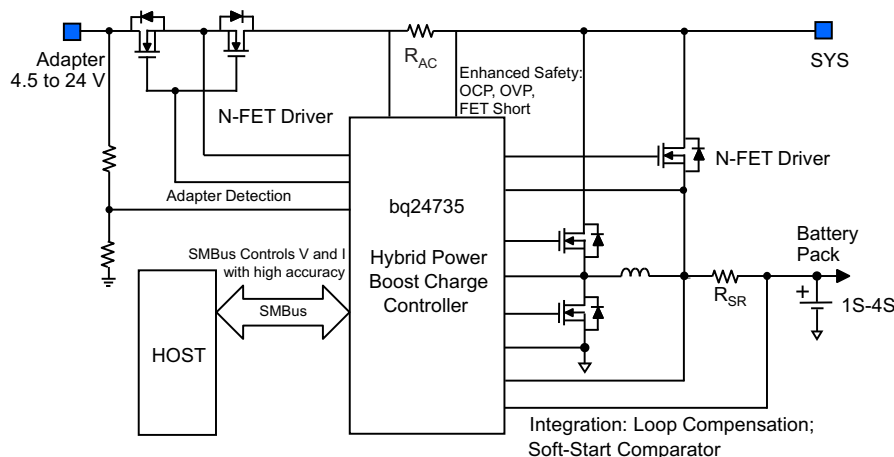 Adapter
4.5 to 24 V
R_AC
SYS
Enhanced Safety:
OCP, OVP,
FET Short
N-FET Driver
N-FET Driver
Adapter Detection
bq24735
Hybrid Power
Boost Charge
Controller
SMBus Controls V and I
with high accuracy
SMBus
HOST
Battery
Pack
R_SR
+
1S-4S
Integration: Loop Compensation;
Soft-Start Comparator